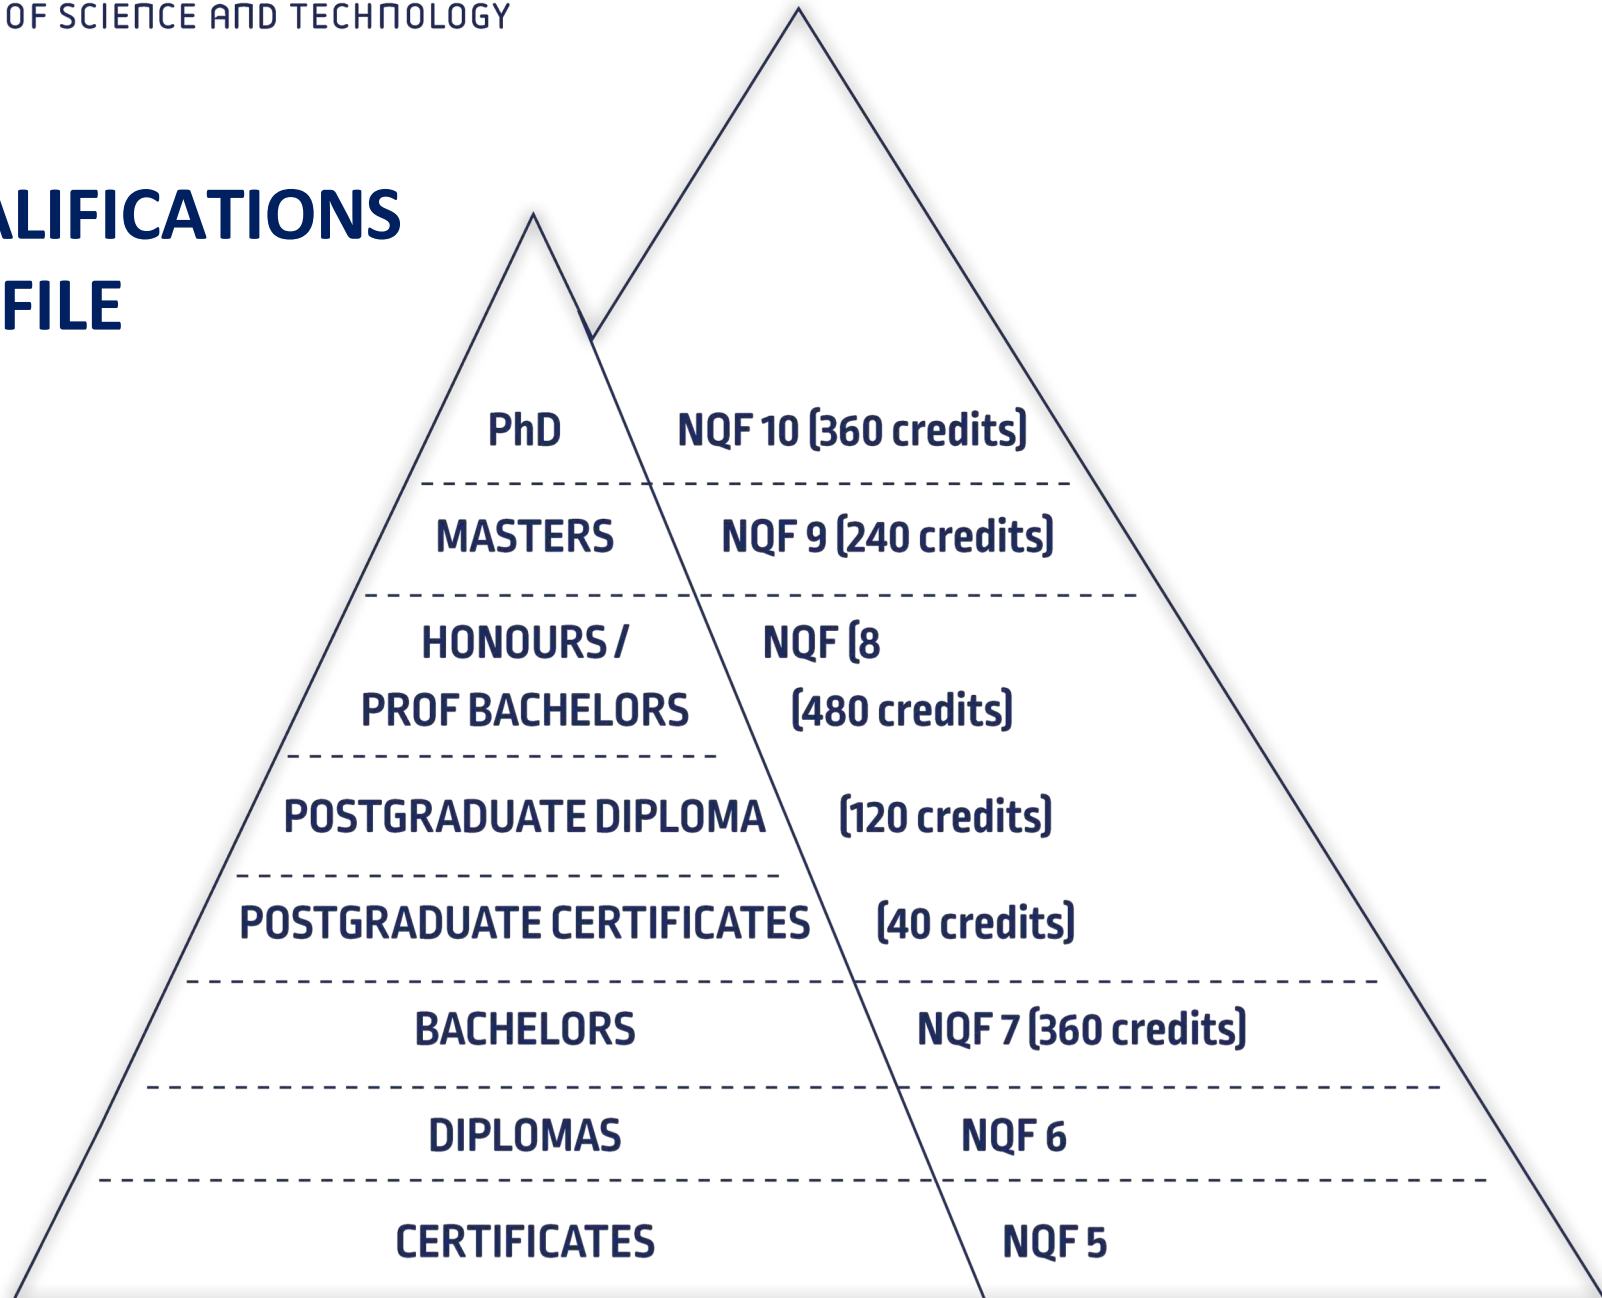 OF SCIENCE AND TECHNOLOGY
ALIFICATIONS
FILE
PhD NQF 10 (360 credits)
MASTERS NQF 9 (240 credits)
HONOURS / NQF (8
PROF BACHELORS (480 credits)
POSTGRADUATE DIPLOMA (120 credits)
POSTGRADUATE CERTIFICATES (40 credits)
BACHELORS NQF 7 (360 credits)
DIPLOMAS NQF 6
CERTIFICATES NQF 5